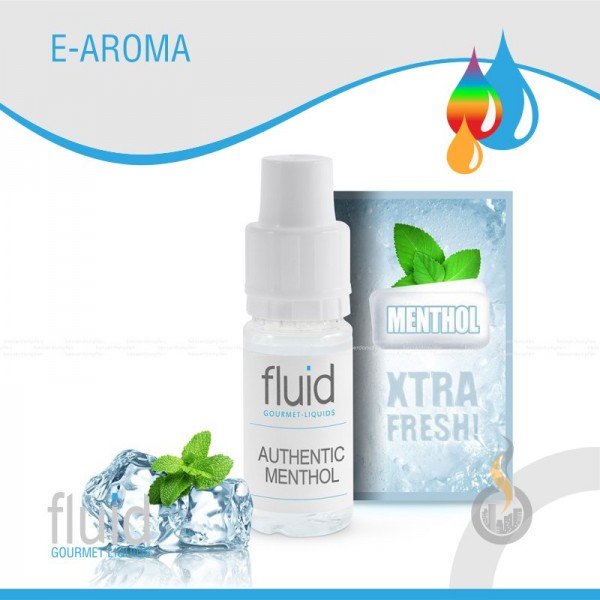 E-AROMA
MENTHOL
XTRA
FRESH!
fluid
GOURMET·LIQUIDS
AUTHENTIC
MENTHOL
fluid
GOURMET LIQUIDS